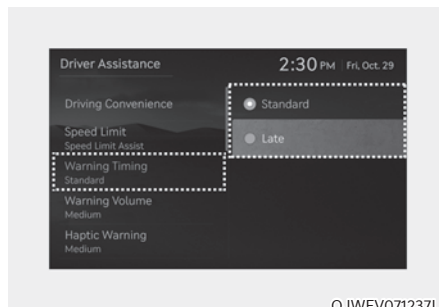 Driver Assistance
2:30 PM Fri, Oct. 29
Driving Convenience
Standard
Speed Limit
Speed Limit Assist
Late
Warning Timing
Standard
Warning Volume
Medium
Haptic Warning
Medium